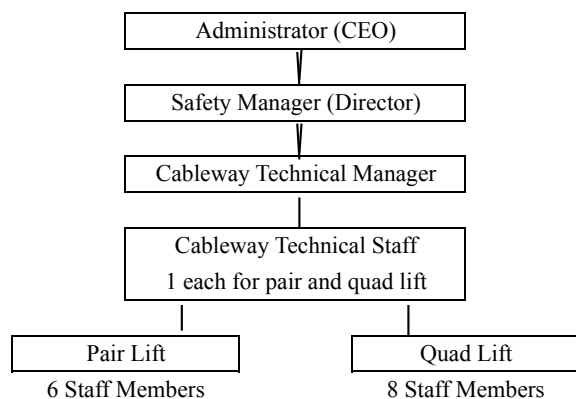 Administrator (CEO)
Safety Manager (Director)
Cableway Technical Manager
Cableway Technical Staff
1 each for pair and quad lift
Pair Lift
Quad Lift
6 Staff Members
8 Staff Members